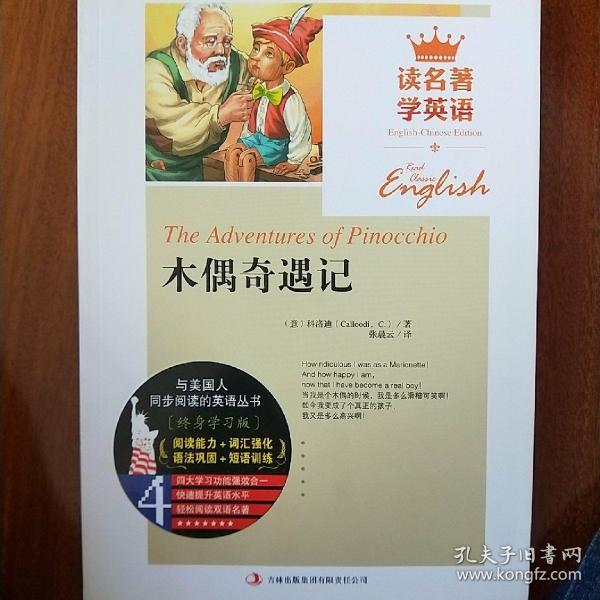 读名著
学英语
English-Chinese Edition
Read
Classic
English
The Adventures of Pinocchio
木偶奇遇记
（意）科洛迪（Calloodi，C.）/著
张晨云/译
How ridiculous I was as a Marionette!
And how happy I am,
now that I have become a real boy!
当我是个木偶的时候，我是多么滑稽可笑啊!
如今我变成了个真正的孩子，
我又是多么高兴啊!
与美国人
同步阅读的英语丛书
[终身学习版]
阅读能力+词汇强化
语法巩固+短语训练
4
四大学习功能强效合一
快速提升英语水平
轻松阅读双语名著
★★★★★★★
吉林出版集团有限责任公司
孔夫子旧书网
www.kongfz.com